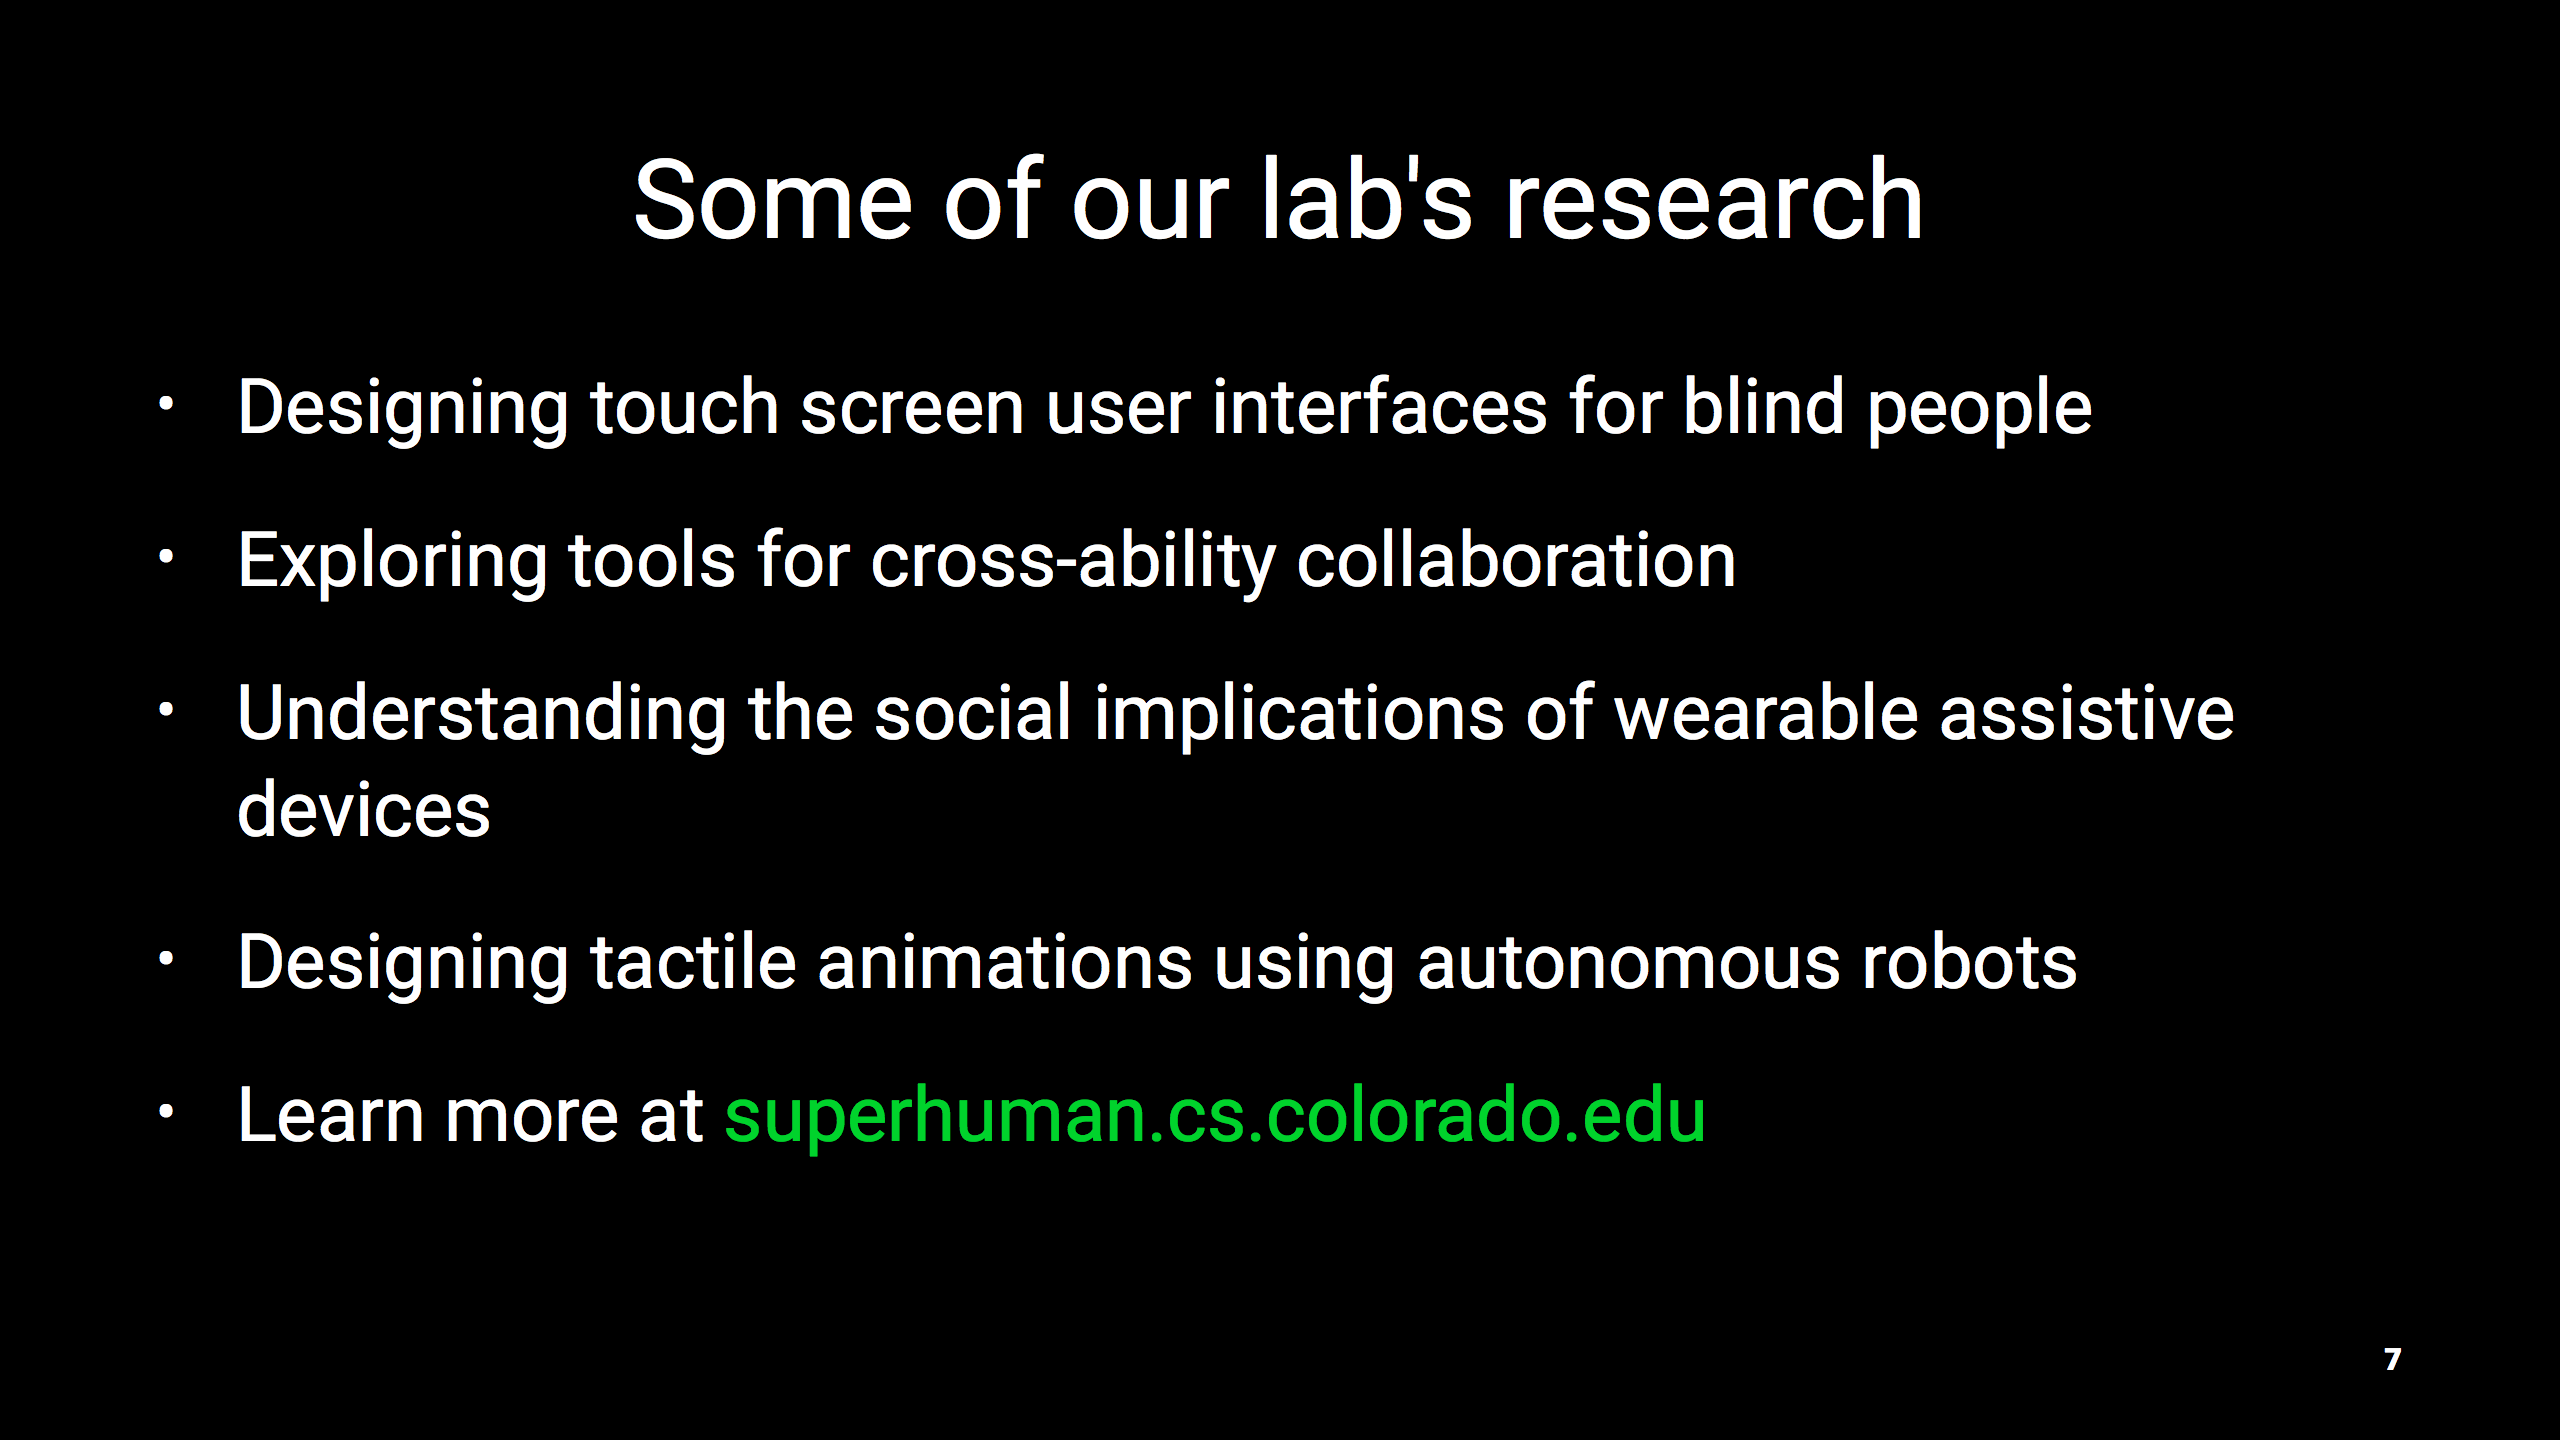 Some of our lab's research
• Designing touch screen user interfaces for blind people
• Exploring tools for cross-ability collaboration
• Understanding the social implications of wearable assistive
devices
• Designing tactile animations using autonomous robots
• Learn more at superhuman.cs.colorado.edu
7